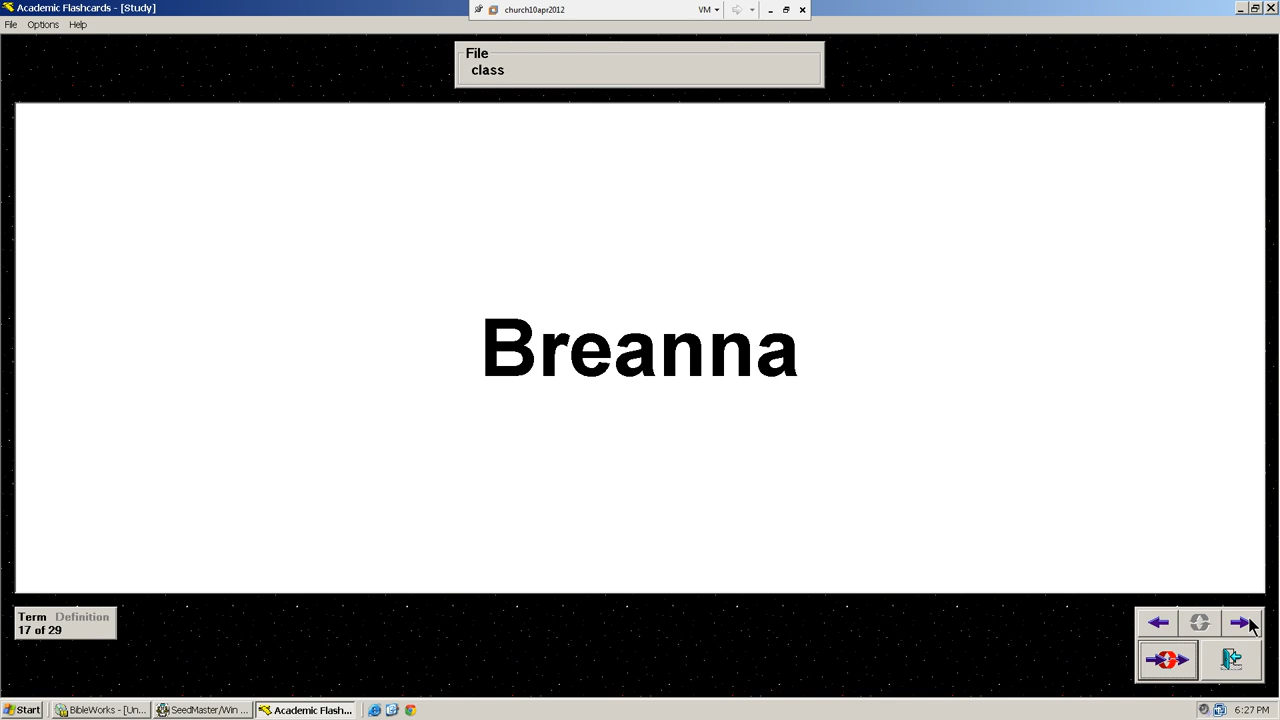 Academic Flashcards - [Study]
church10apr2012
VM
File Options Help
File
class
Breanna
Term Definition
17 of 29
Start
BibleWorks - [Un...
SeedMaster/Win ...
Academic Flash...
6:27 PM